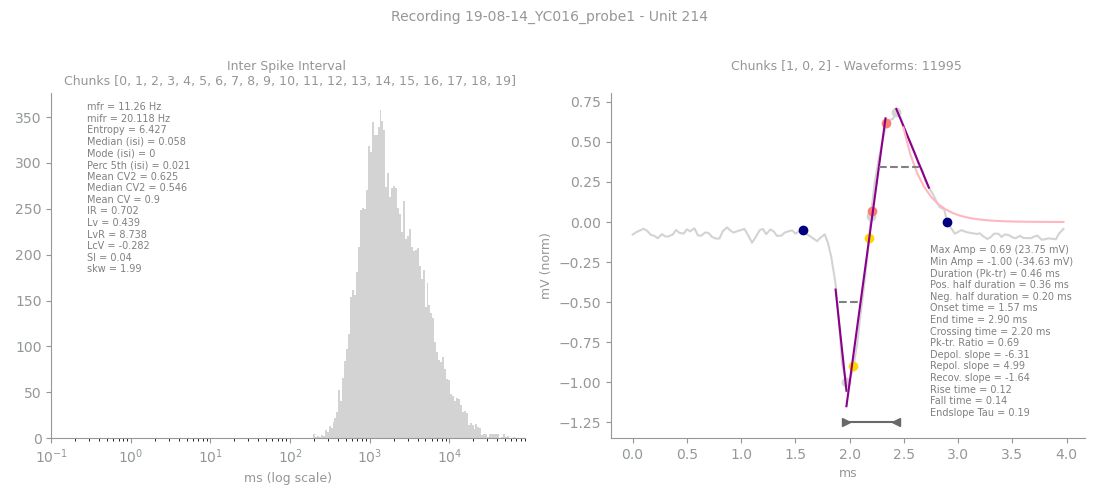 Recording 19-08-14_YC016_probe1 - Unit 214
Inter Spike Interval
Chunks [0, 1, 2, 3, 4, 5, 6, 7, 8, 9, 10, 11, 12, 13, 14, 15, 16, 17, 18, 19]
mfr = 11.26 Hz
mifr = 20.118 Hz
Entropy = 6.427
Median (isi) = 0.058
Mode (isi) = 0
Perc 5th (isi) = 0.021
Mean CV2 = 0.625
Median CV2 = 0.546
Mean CV = 0.9
IR = 0.702
Lv = 0.439
LvR = 8.738
LcV = -0.282
SI = 0.04
skw = 1.99
350
300
250
200
150
100
50
0
10⁻¹ 10⁰ 10¹ 10² 10³ 10⁴
ms (log scale)
Chunks [1, 0, 2] - Waveforms: 11995
mV (norm)
0.75
0.50
0.25
0.00
−0.25
−0.50
−0.75
−1.00
−1.25
Max Amp = 0.69 (23.75 mV)
Min Amp = -1.00 (-34.63 mV)
Duration (Pk-tr) = 0.46 ms
Pos. half duration = 0.36 ms
Neg. half duration = 0.20 ms
Onset time = 1.57 ms
End time = 2.90 ms
Crossing time = 2.20 ms
Pk-tr. Ratio = 0.69
Depol. slope = -6.31
Repol. slope = 4.99
Recov. slope = -1.64
Rise time = 0.12
Fall time = 0.14
Endslope Tau = 0.19
0.0 0.5 1.0 1.5 2.0 2.5 3.0 3.5 4.0
ms